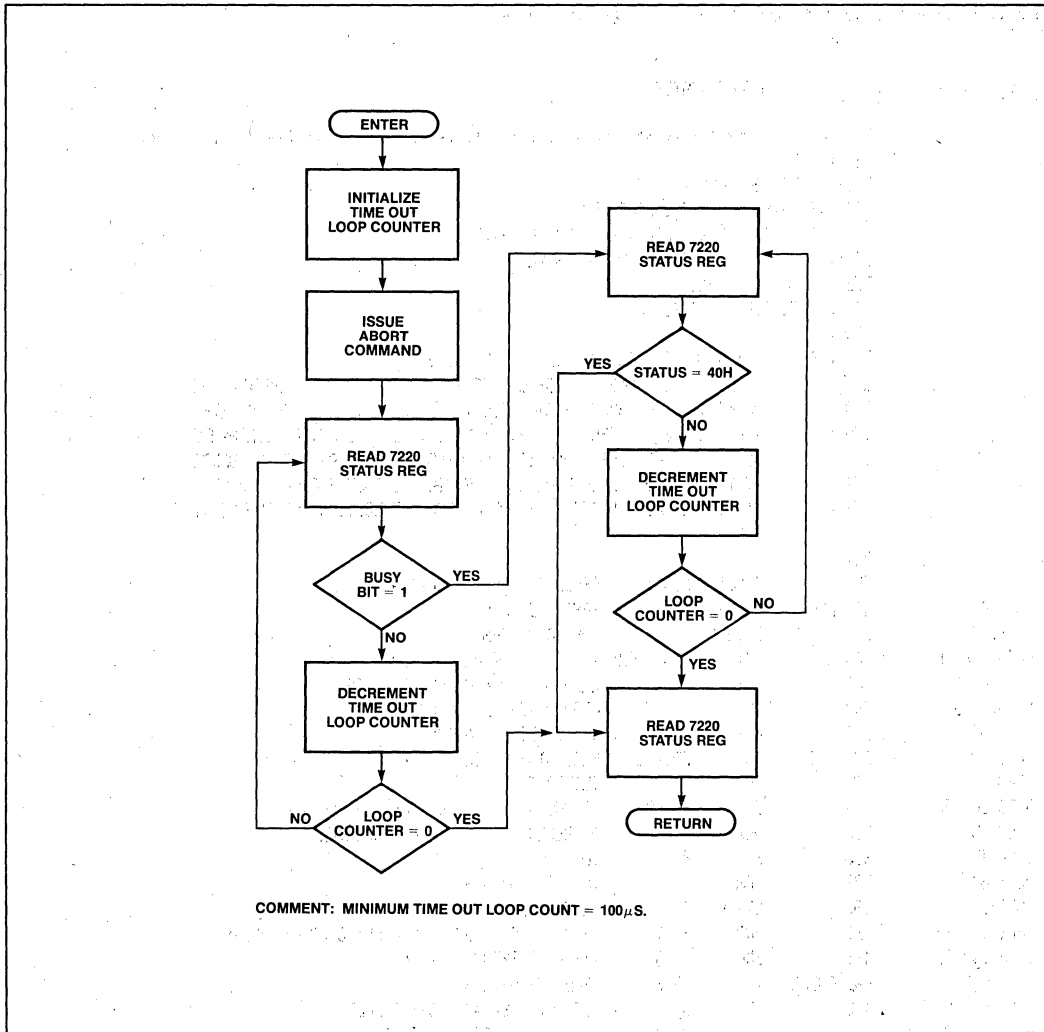 ENTER
INITIALIZE
TIME OUT
LOOP COUNTER
ISSUE
ABORT
COMMAND
READ 7220
STATUS REG
BUSY
BIT = 1
YES
NO
DECREMENT
TIME OUT
LOOP COUNTER
NO
LOOP
COUNTER = 0
YES
READ 7220
STATUS REG
YES
STATUS = 40H
NO
DECREMENT
TIME OUT
LOOP COUNTER
LOOP
COUNTER = 0
NO
YES
READ 7220
STATUS REG
RETURN
COMMENT: MINIMUM TIME OUT LOOP COUNT = 100μS.